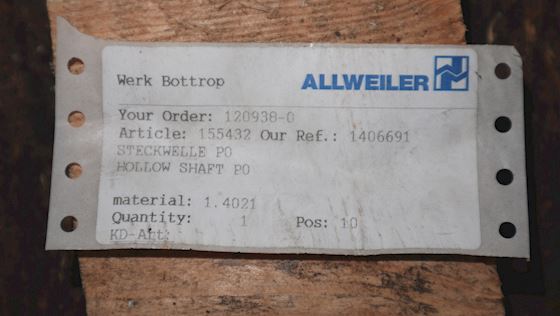 Werk Bottrop
ALLWEILER
Your Order: 120938-0
Article: 155432 Our Ref.: 1406691
STECKWELLE PO
HOLLOW SHAFT PO
material: 1.4021
Quantity: 1 Pos: 10
KD-Art: